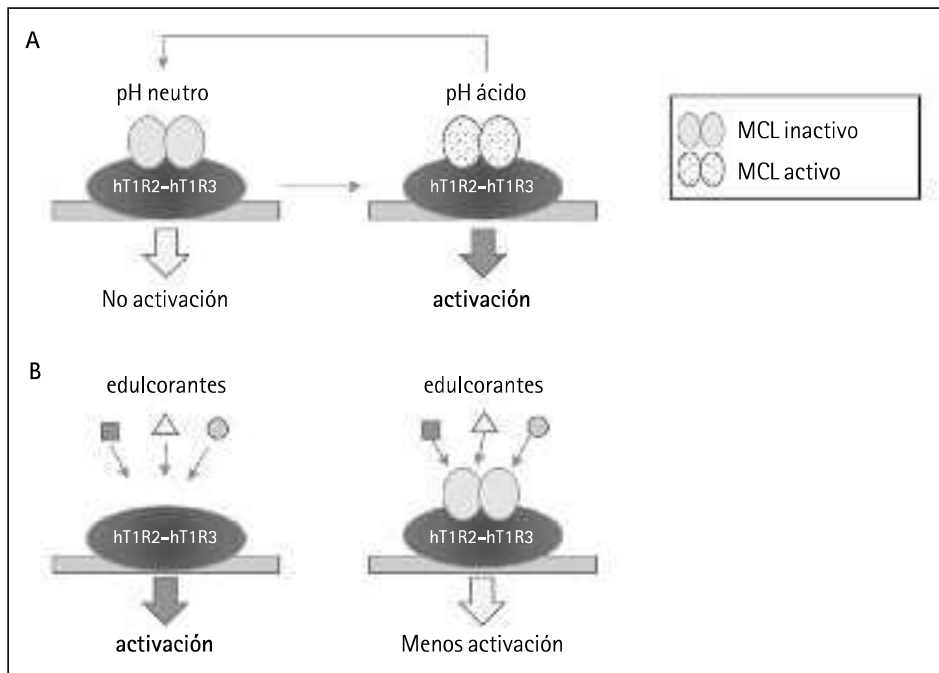 A
pH neutro
pH ácido
hT1R2–hT1R3
hT1R2–hT1R3
No activación
activación
MCL inactivo
MCL activo
B
edulcorantes
edulcorantes
hT1R2–hT1R3
hT1R2–hT1R3
activación
Menos activación